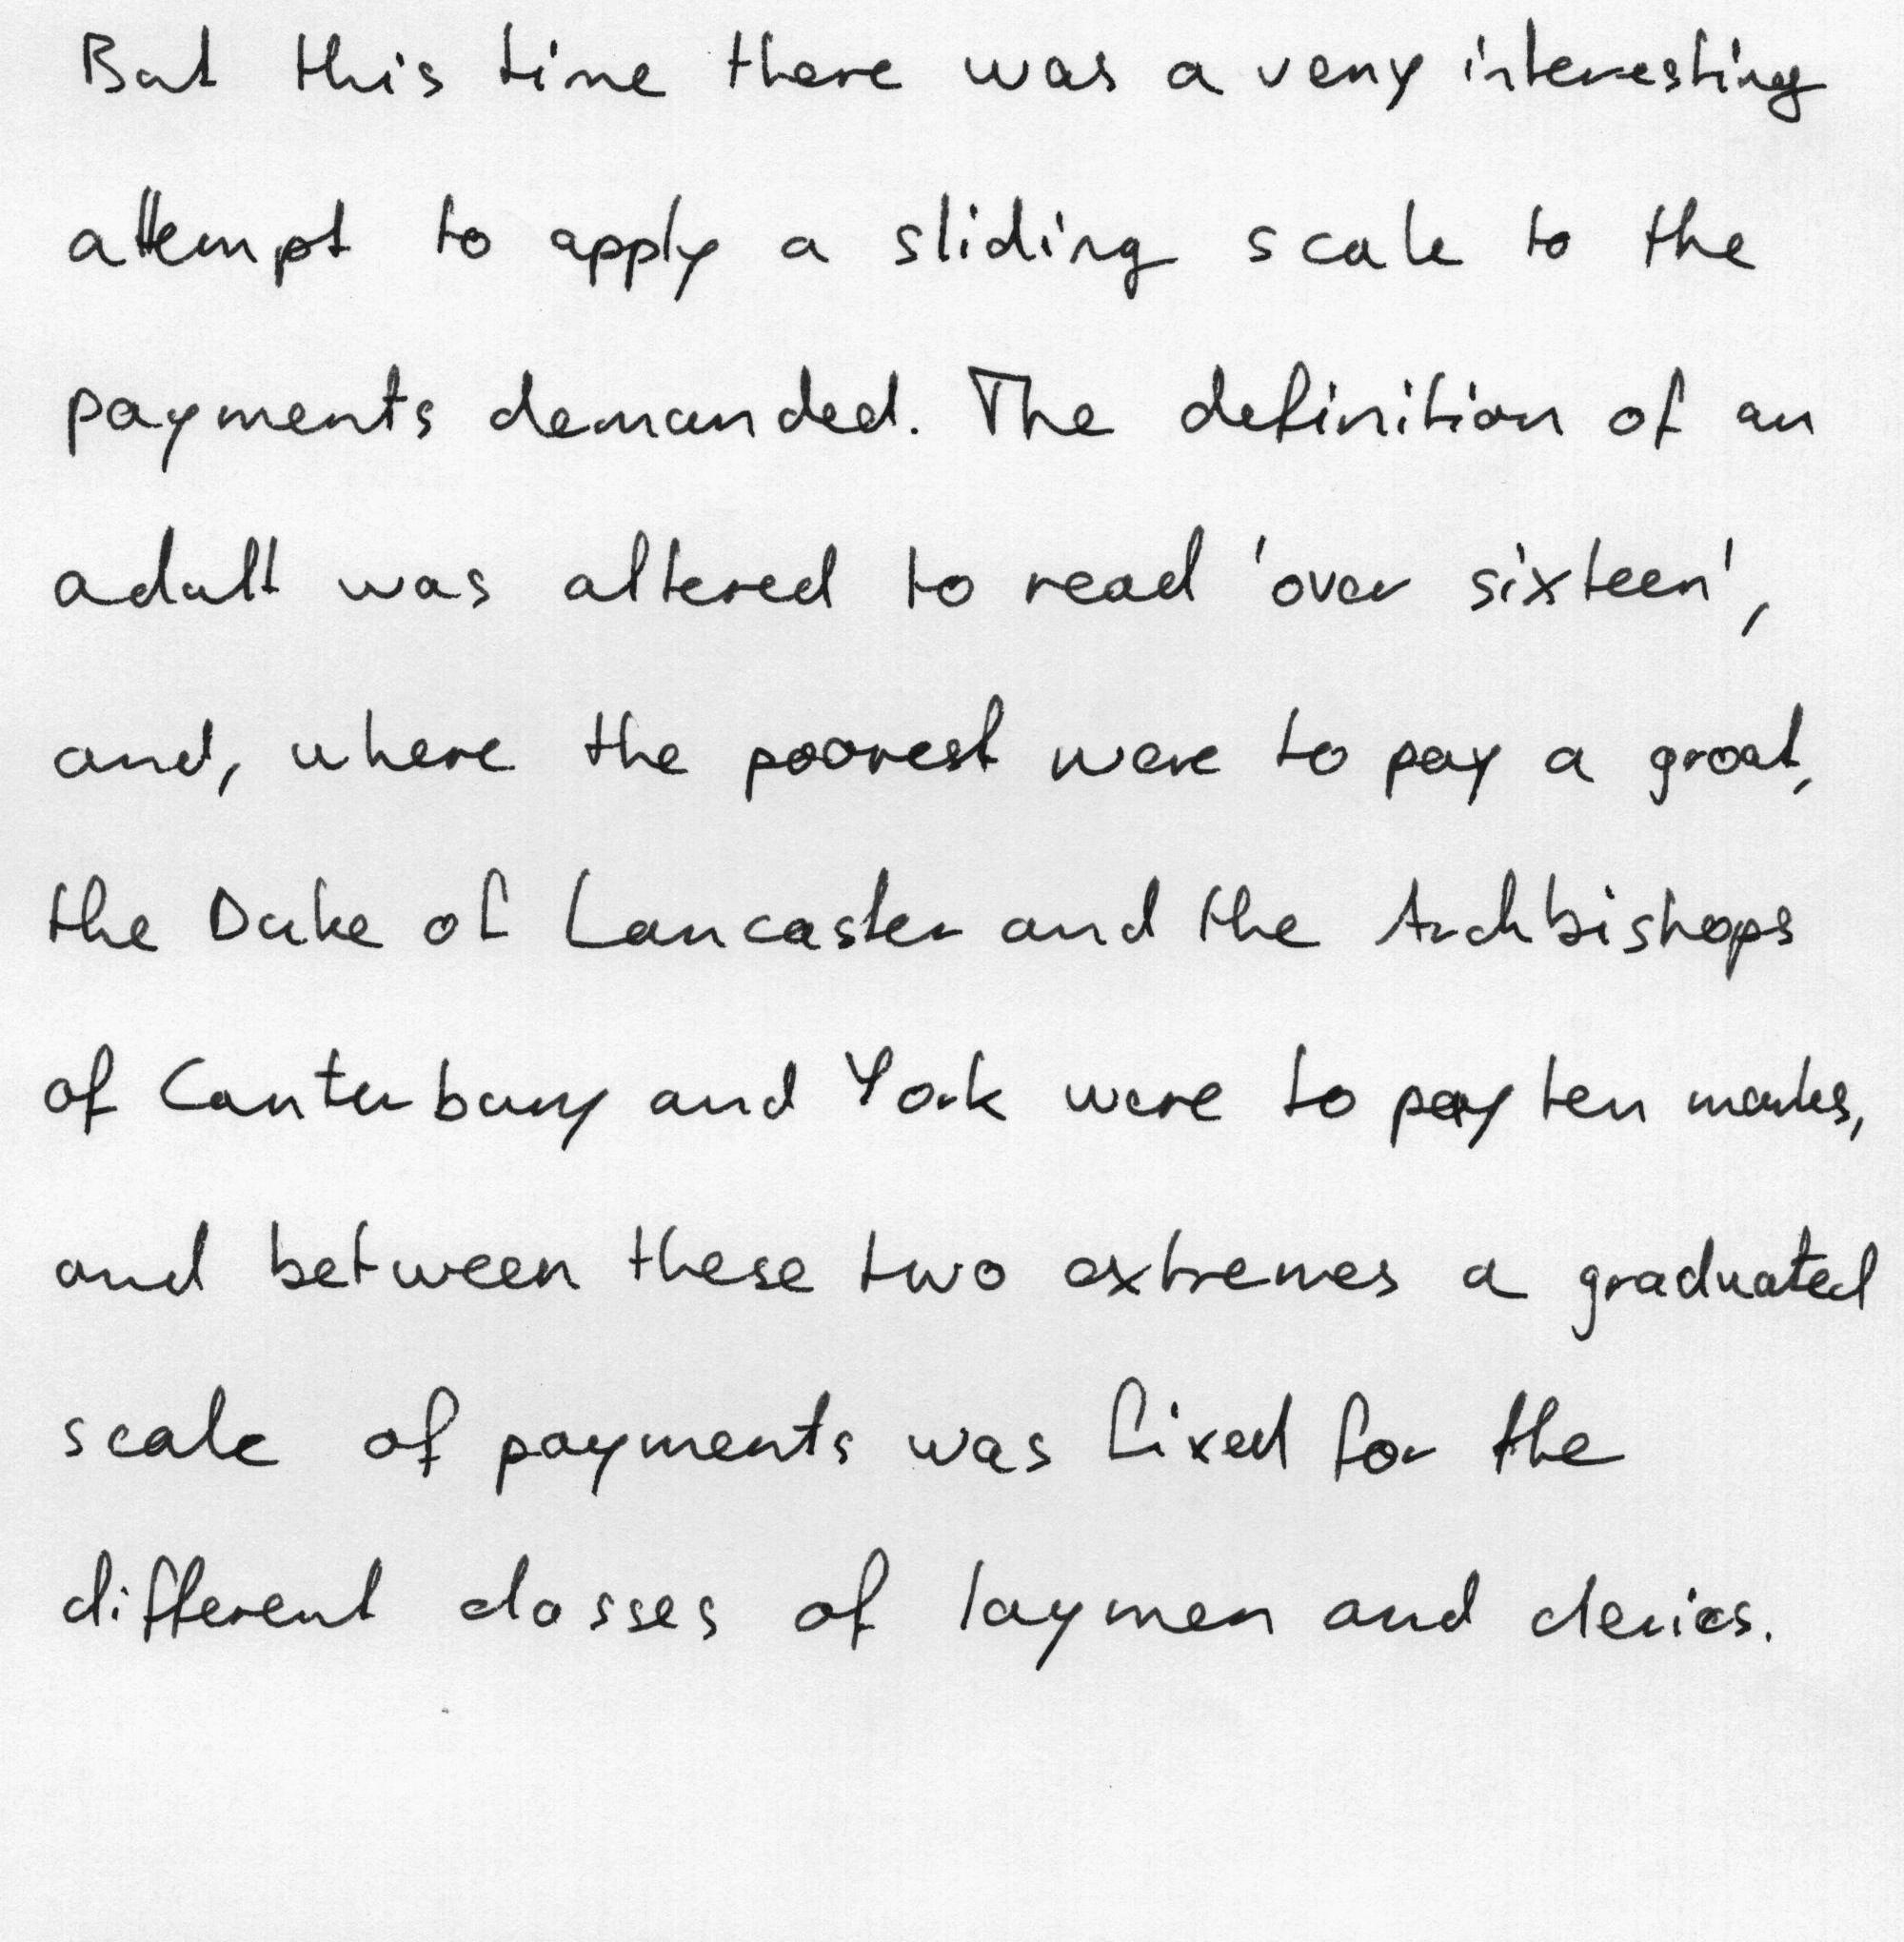 But this time there was a very interesting
attempt to apply a sliding scale to the
payments demanded. The definition of an
adult was altered to read 'over sixteen',
and, where the poorest were to pay a groat,
the Duke of Lancaster and the Archbishops
of Canterbury and York were to pay ten marks,
and between these two extremes a graduated
scale of payments was fixed for the
different classes of laymen and clerics.